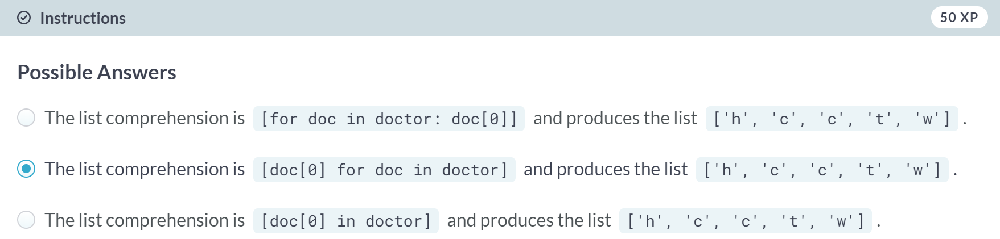 Instructions
50 XP
Possible Answers
The list comprehension is [for doc in doctor: doc[0]] and produces the list ['h', 'c', 'c', 't', 'w'] .
The list comprehension is [doc[0] for doc in doctor] and produces the list ['h', 'c', 'c', 't', 'w'] .
The list comprehension is [doc[0] in doctor] and produces the list ['h', 'c', 'c', 't', 'w'] .